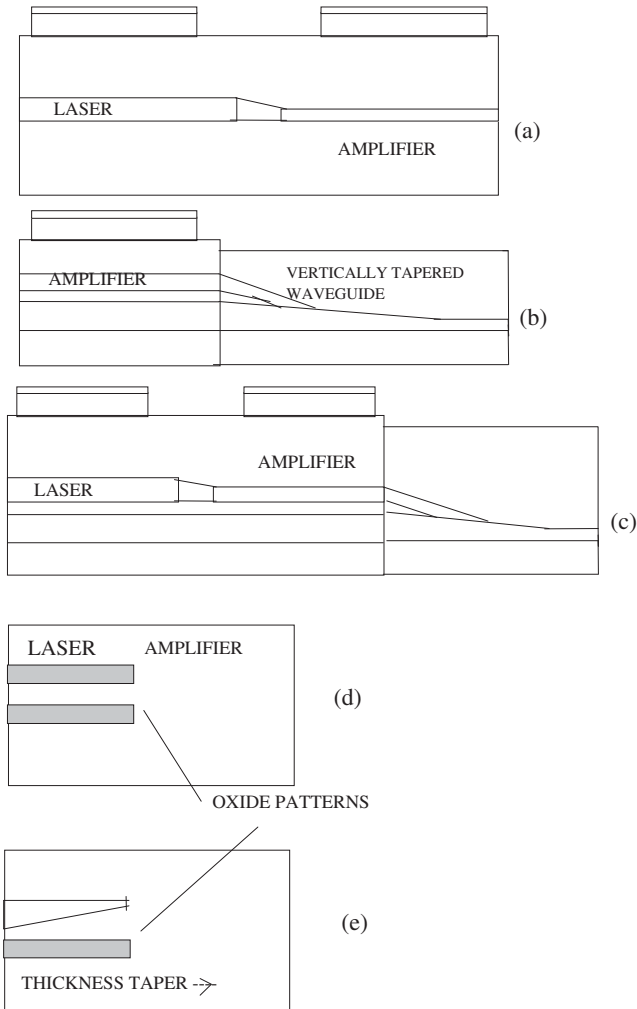 LASER
AMPLIFIER
(a)
AMPLIFIER
VERTICALLY TAPERED
WAVEGUIDE
(b)
AMPLIFIER
LASER
(c)
LASER AMPLIFIER
(d)
OXIDE PATTERNS
(e)
THICKNESS TAPER